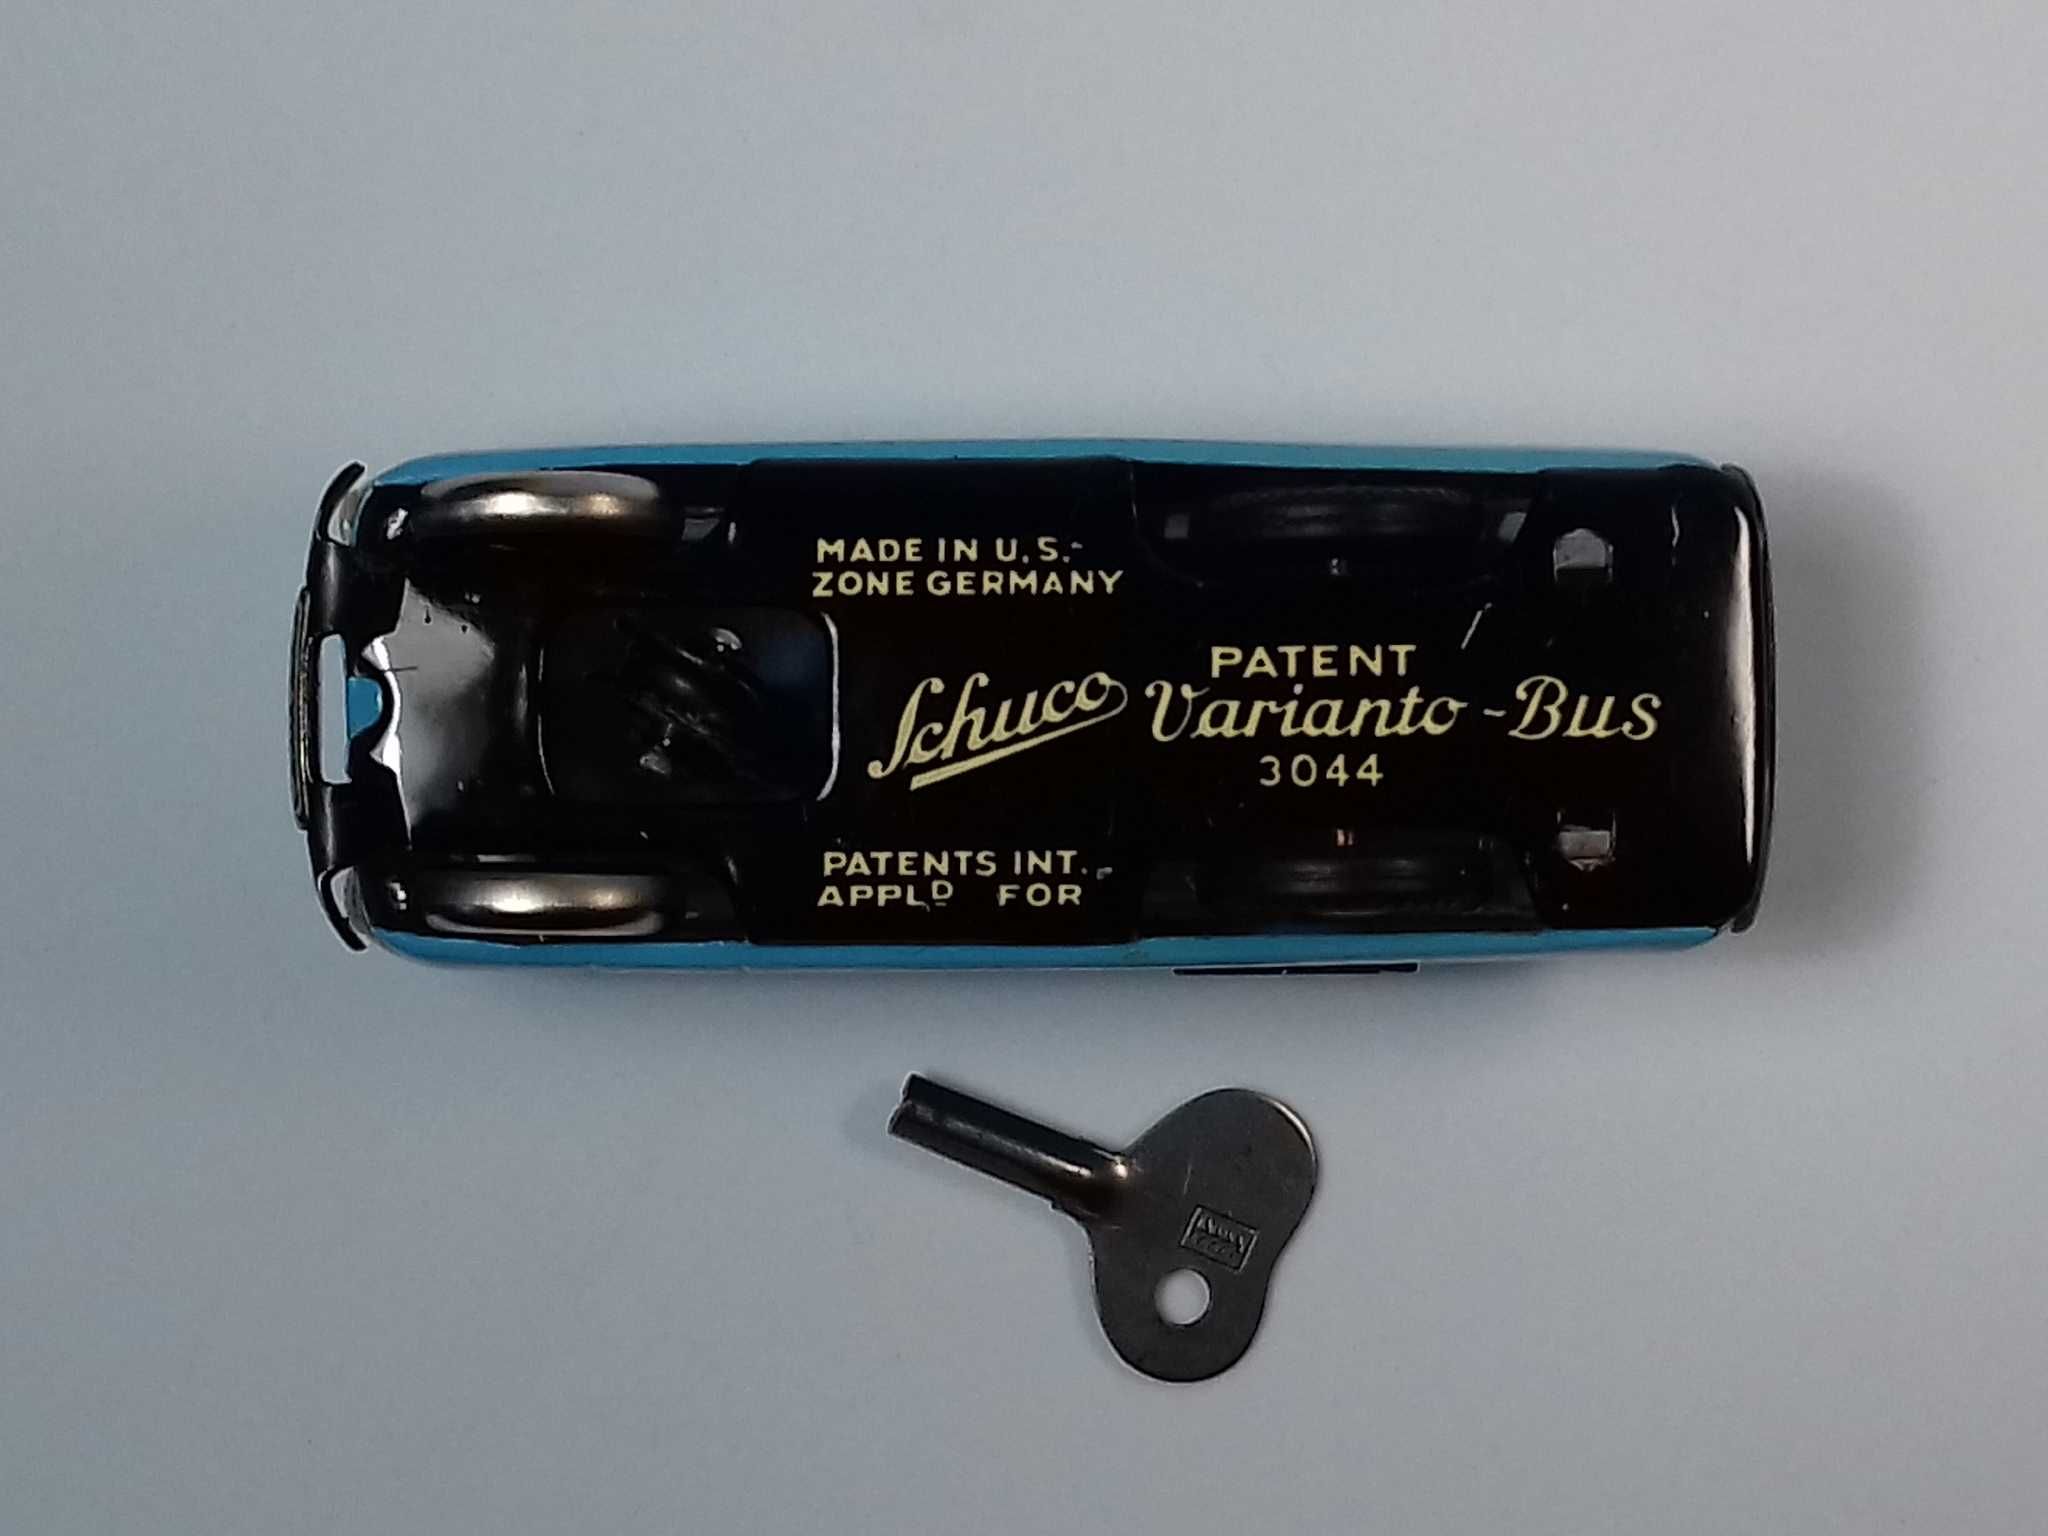 MADE IN U.S.-
ZONE GERMANY
Schuco
PATENT
Varianto-Bus
3044
PATENTS INT.
APPLD FOR